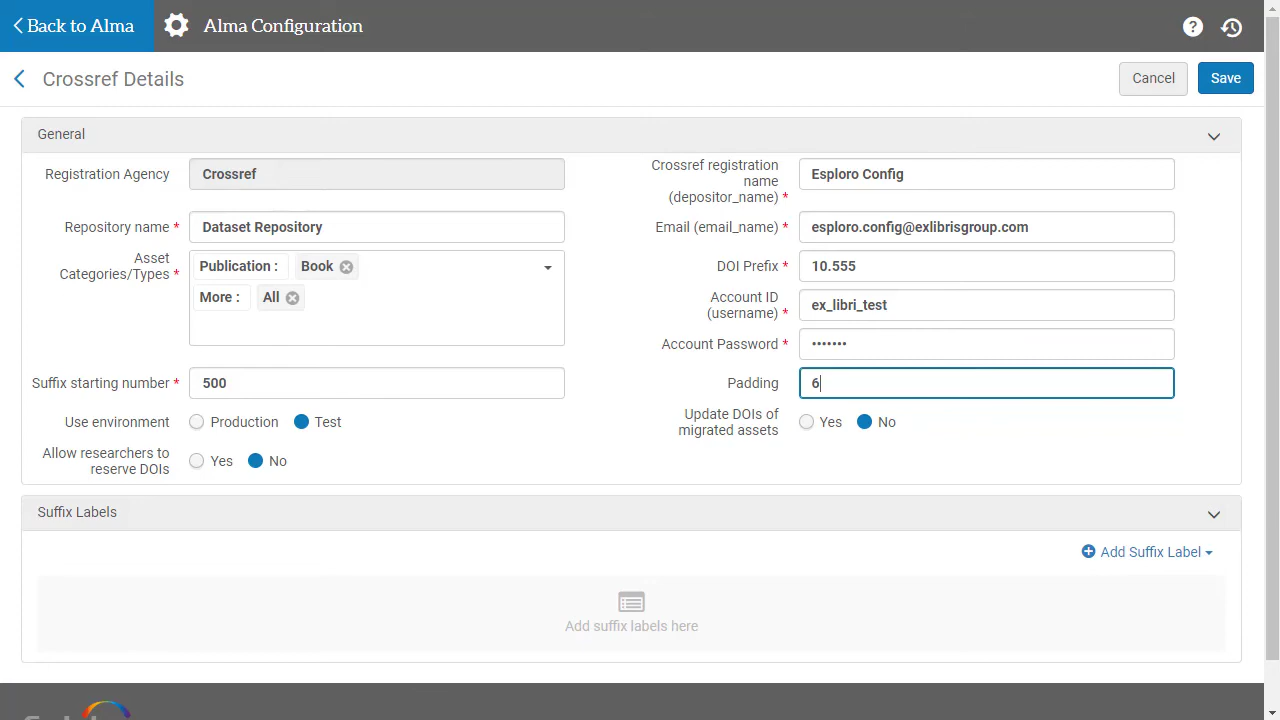 Back to Alma
Alma Configuration
Crossref Details
Cancel
Save
General
Registration Agency
Crossref
Crossref registration
name
(depositor_name) *
Esploro Config
Repository name *
Dataset Repository
Email (email_name) *
esploro.config@exlibrisgroup.com
Asset
Categories/Types *
Publication : Book
More : All
DOI Prefix *
10.555
Account ID
(username) *
ex_libri_test
Account Password *
•••••••
Suffix starting number *
500
Padding
6
Use environment
Production Test
Update DOIs of
migrated assets
Yes No
Allow researchers to
reserve DOIs
Yes No
Suffix Labels
Add Suffix Label
Add suffix labels here